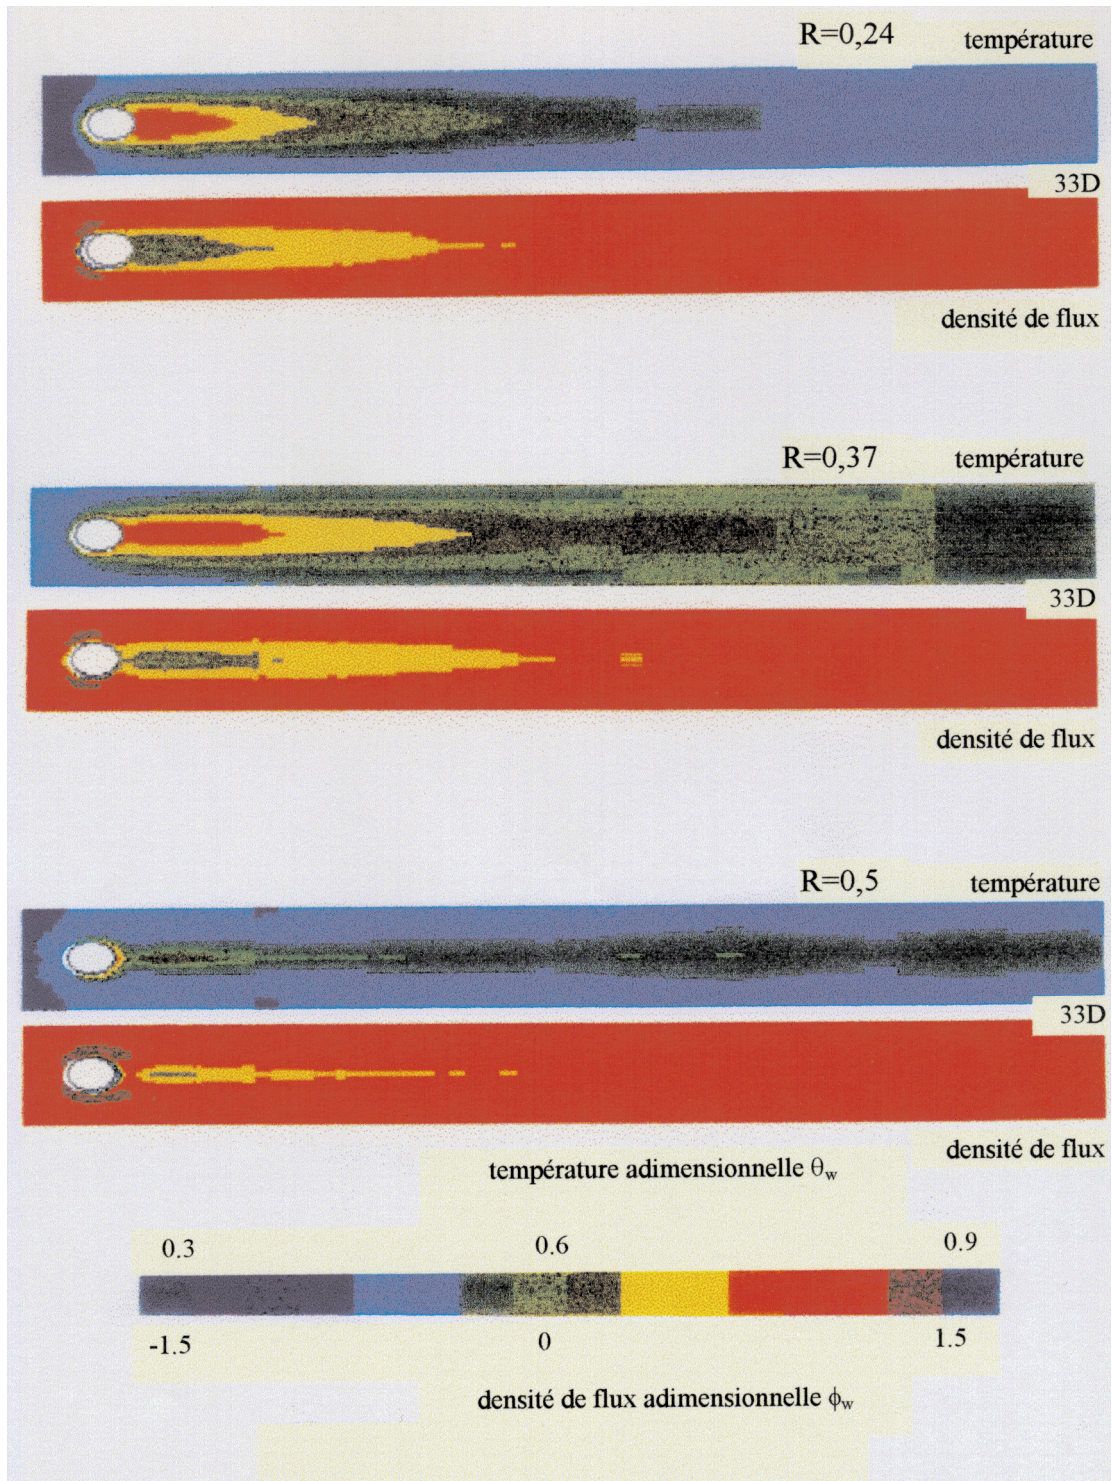 R=0,24
température
33D
densité de flux
R=0,37
température
33D
densité de flux
R=0,5
température
33D
densité de flux
température adimensionnelle θw
0.3 0.6 0.9
-1.5 0 1.5
densité de flux adimensionnelle ϕw